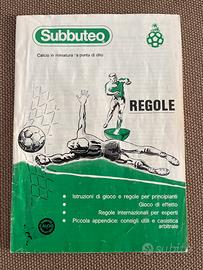 Subbuteo
Calcio in miniatura "a punta di dito"
REGOLE
Istruzioni di gioco e regole per principianti
Gioco di effetto
Regole internazionali per esperti
Piccola appendice: consigli utili e casistica
arbitrale
subito